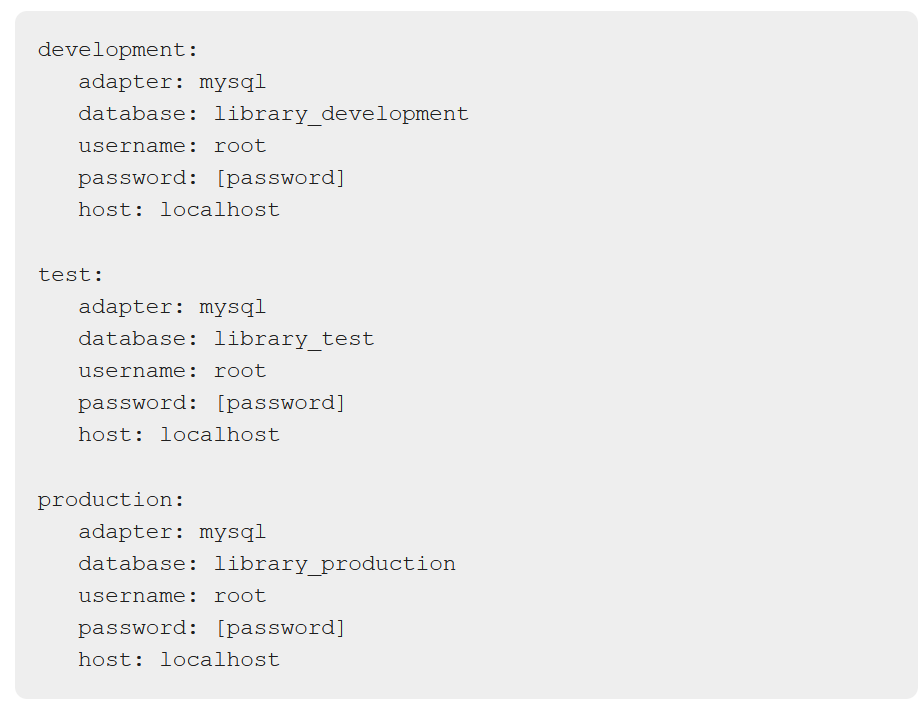 development:
   adapter: mysql
   database: library_development
   username: root
   password: [password]
   host: localhost

test:
   adapter: mysql
   database: library_test
   username: root
   password: [password]
   host: localhost

production:
   adapter: mysql
   database: library_production
   username: root
   password: [password]
   host: localhost